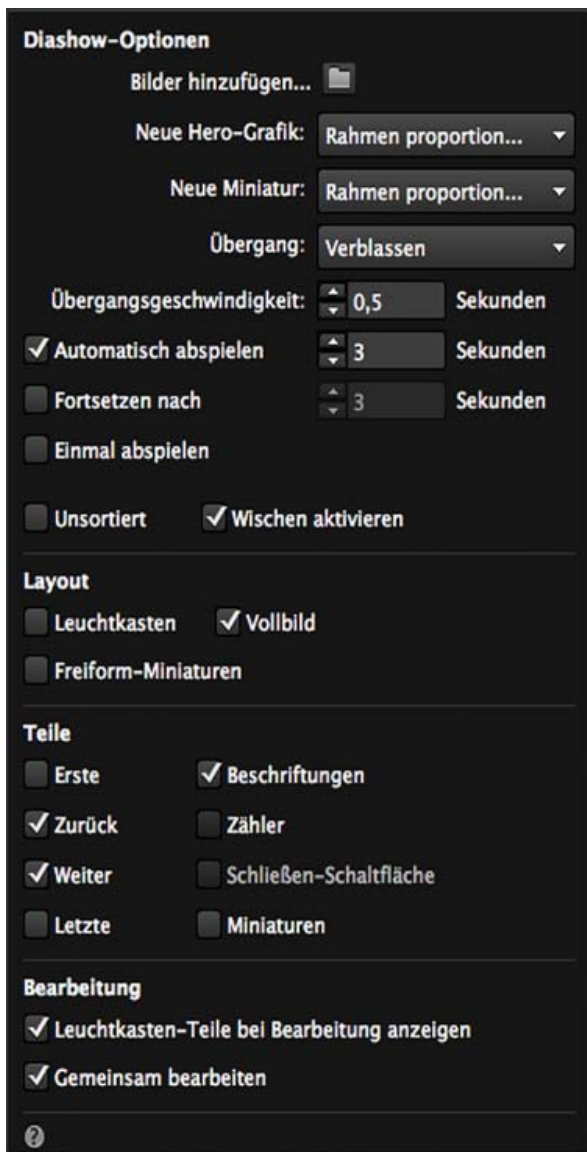 Diashow-Optionen
Bilder hinzufügen...
Neue Hero-Grafik: Rahmen proportion...
Neue Miniatur: Rahmen proportion...
Übergang: Verblassen
Übergangsgeschwindigkeit: 0,5 Sekunden
Automatisch abspielen 3 Sekunden
Fortsetzen nach 3 Sekunden
Einmal abspielen
Unsortiert Wischen aktivieren
Layout
Leuchtkasten Vollbild
Freiform-Miniaturen
Teile
Erste Beschriftungen
Zurück Zähler
Weiter Schließen-Schaltfläche
Letzte Miniaturen
Bearbeitung
Leuchtkasten-Teile bei Bearbeitung anzeigen
Gemeinsam bearbeiten
?